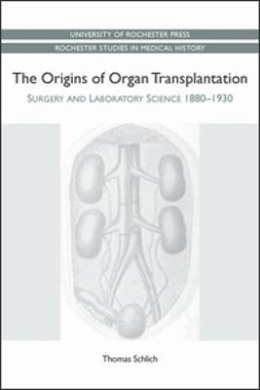 UNIVERSITY OF ROCHESTER PRESS
ROCHESTER STUDIES IN MEDICAL HISTORY
The Origins of Organ Transplantation
SURGERY AND LABORATORY SCIENCE 1880–1930
Thomas Schlich